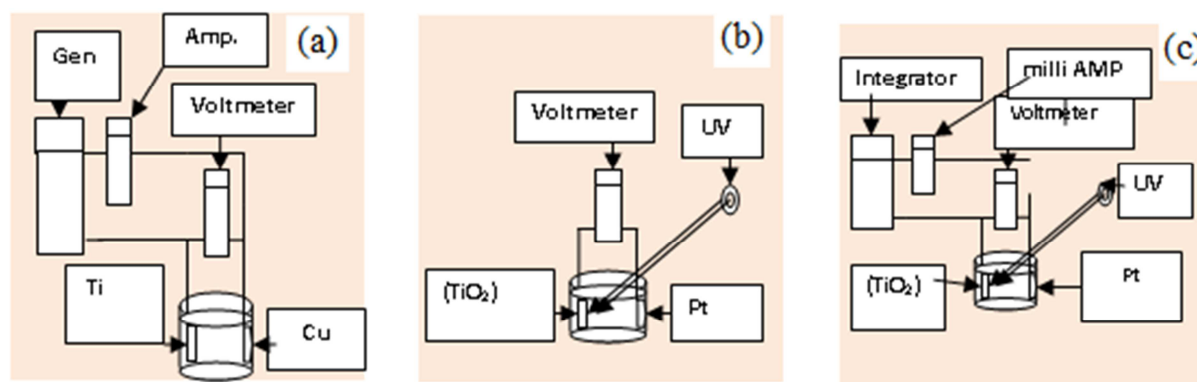 (a)
Amp.
Gen
Voltmeter
Ti
Cu
(b)
Voltmeter
UV
(TiO₂)
Pt
(c)
milli AMP
Integrator
Voltmeter
UV
(TiO₂)
Pt